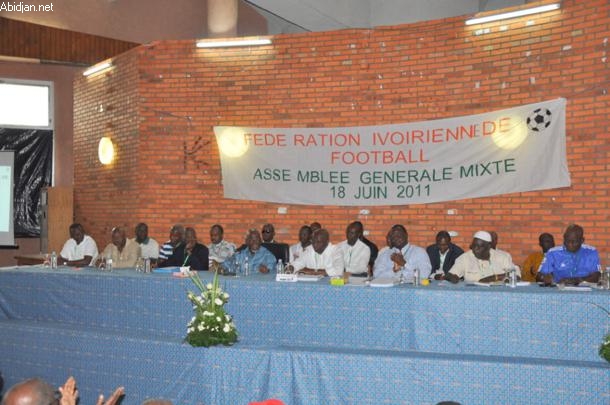 Abidjan.net
FEDE RATION IVOIRIENNE DE
FOOTBALL
ASSE MBLEE GENERALE MIXTE
18 JUIN 2011